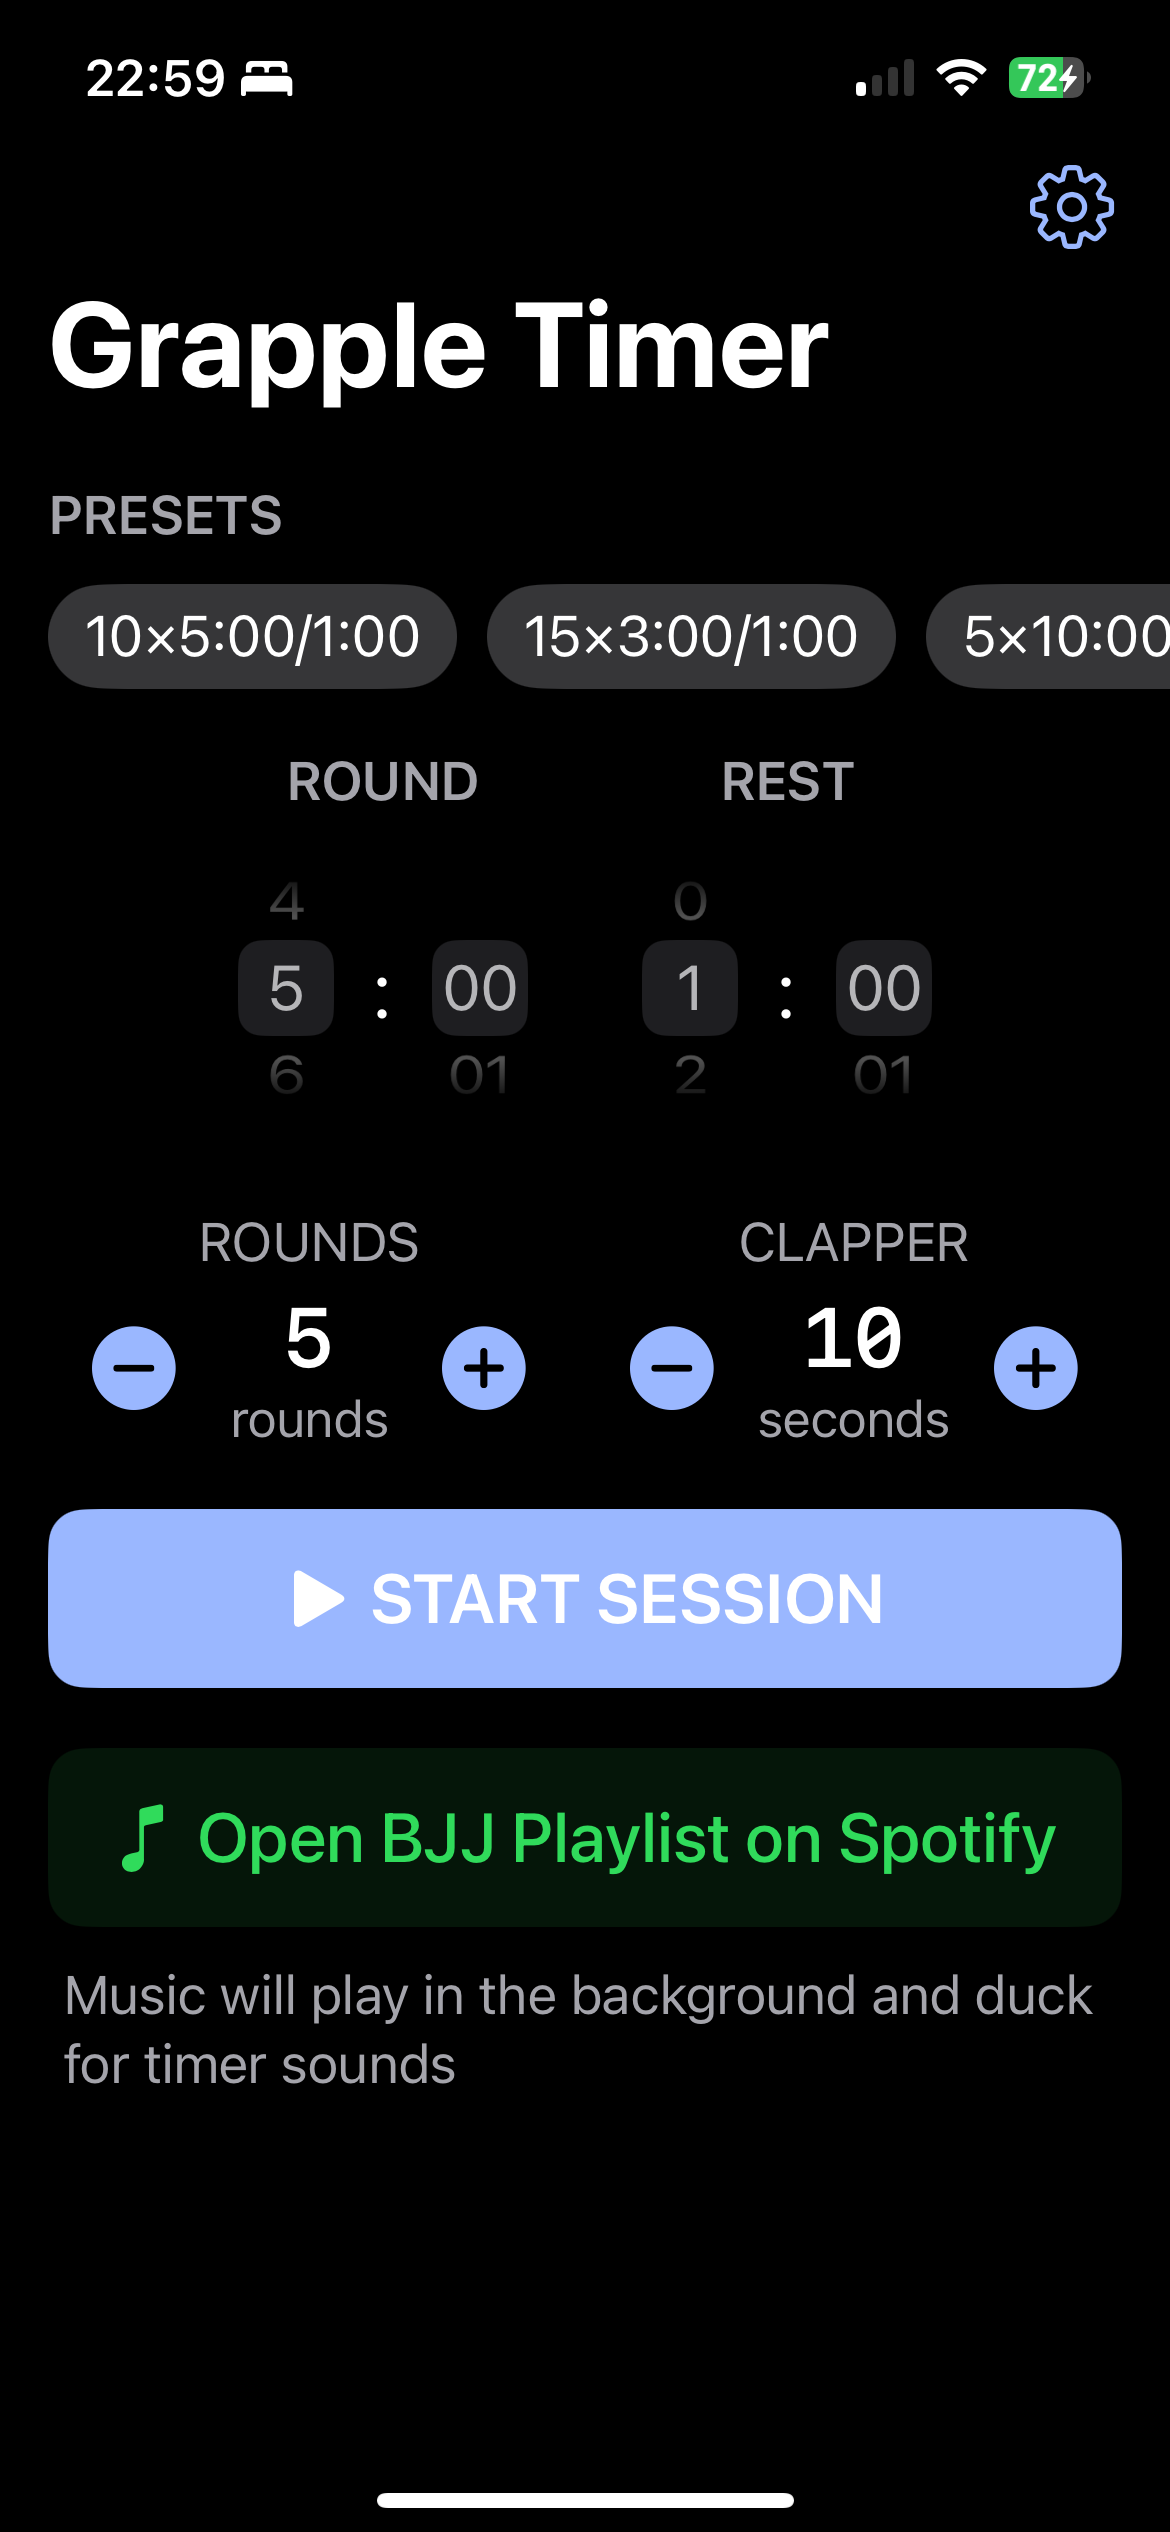 22:59
72
Grapple Timer
PRESETS
10×5:00/1:00 15×3:00/1:00 5×10:00
ROUND REST
4 0
5 : 00 1 : 00
6 01 2 01
ROUNDS CLAPPER
5 10
rounds seconds
START SESSION
Open BJJ Playlist on Spotify
Music will play in the background and duck
for timer sounds